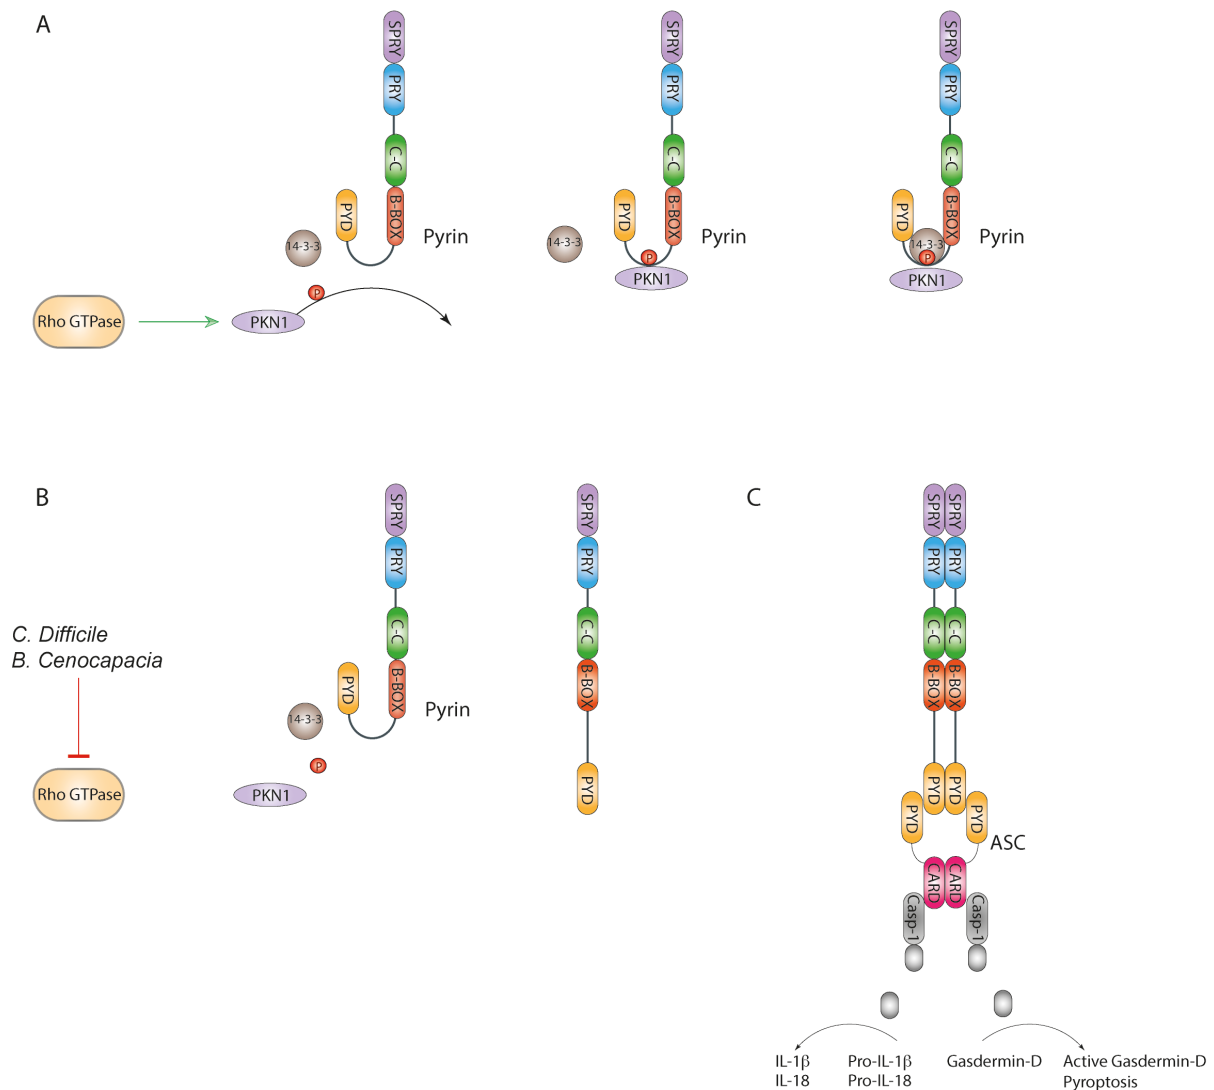 A
SPRY
PRY
C-C
B-BOX
PYD
Pyrin
14-3-3
P
PKN1
Rho GTPase
SPRY
PRY
C-C
B-BOX
PYD
Pyrin
14-3-3
P
PKN1
SPRY
PRY
C-C
B-BOX
PYD
Pyrin
14-3-3
P
PKN1
B
C. Difficile
B. Cenocapacia
Rho GTPase
SPRY
PRY
C-C
B-BOX
PYD
Pyrin
14-3-3
P
PKN1
SPRY
PRY
C-C
B-BOX
PYD
C
SPRY SPRY
PRY PRY
C-C C-C
B-BOX B-BOX
PYD PYD
PYD PYD
ASC
CARD CARD
Casp-1 Casp-1
IL-1β Pro-IL-1β Gasdermin-D Active Gasdermin-D
IL-18 Pro-IL-18 Pyroptosis